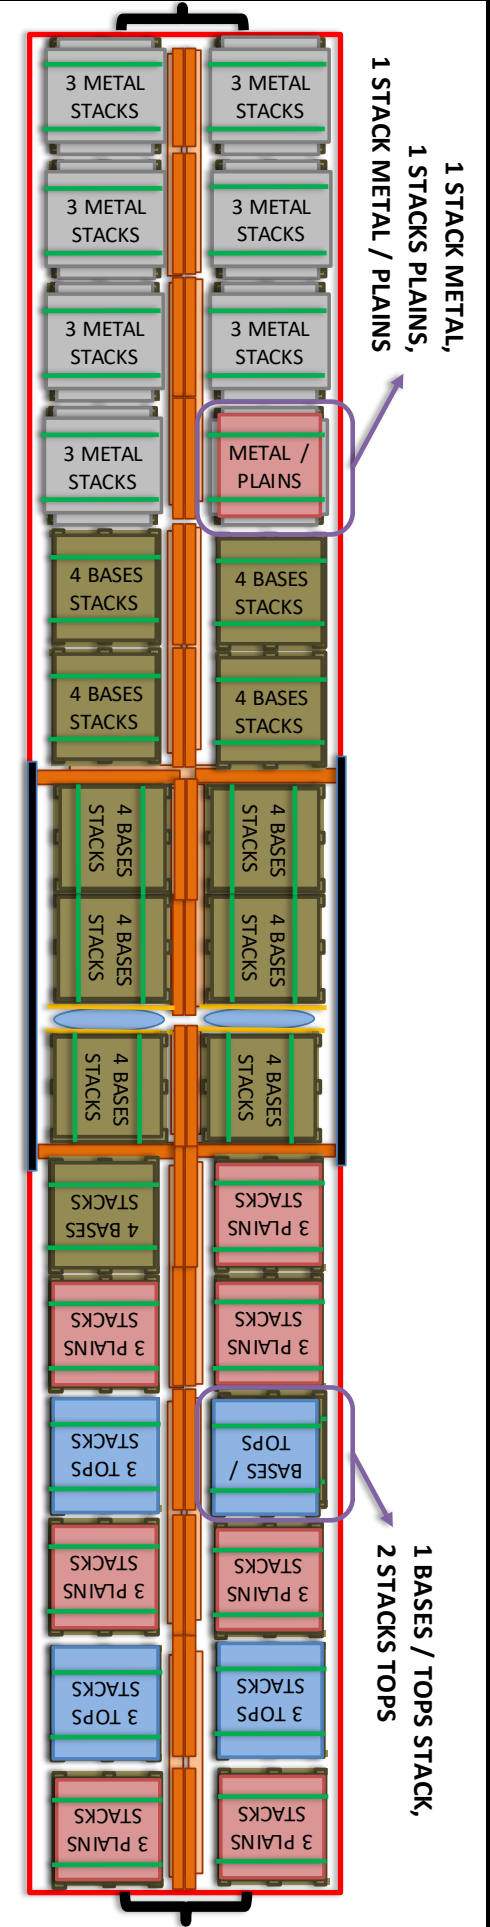 3 METAL
STACKS
3 METAL
STACKS
1 STACK METAL,
1 STACKS PLAINS,
1 STACK METAL / PLAINS
3 METAL
STACKS
3 METAL
STACKS
3 METAL
STACKS
3 METAL
STACKS
3 METAL
STACKS
METAL /
PLAINS
4 BASES
STACKS
4 BASES
STACKS
4 BASES
STACKS
4 BASES
STACKS
4 BASES
STACKS
4 BASES
STACKS
4 BASES
STACKS
4 BASES
STACKS
4 BASES
STACKS
4 BASES
STACKS
4 BASES
STACKS
3 PLAINS
STACKS
3 PLAINS
STACKS
3 PLAINS
STACKS
3 TOPS
STACKS
BASES /
TOPS
1 BASES / TOPS STACK,
2 STACKS TOPS
3 PLAINS
STACKS
3 PLAINS
STACKS
3 TOPS
STACKS
3 TOPS
STACKS
3 PLAINS
STACKS
3 PLAINS
STACKS